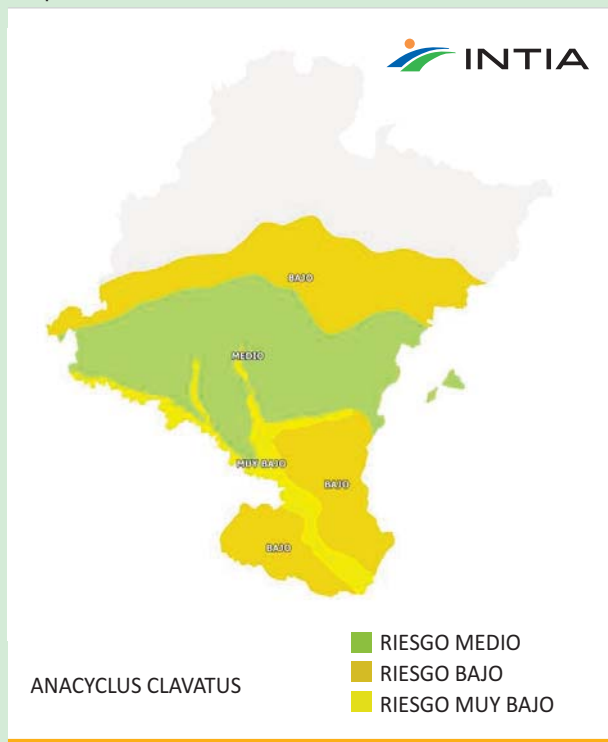 INTIA
BAJO
MEDIO
MUY BAJO
BAJO
BAJO
RIESGO MEDIO
RIESGO BAJO
ANACYCLUS CLAVATUS
RIESGO MUY BAJO